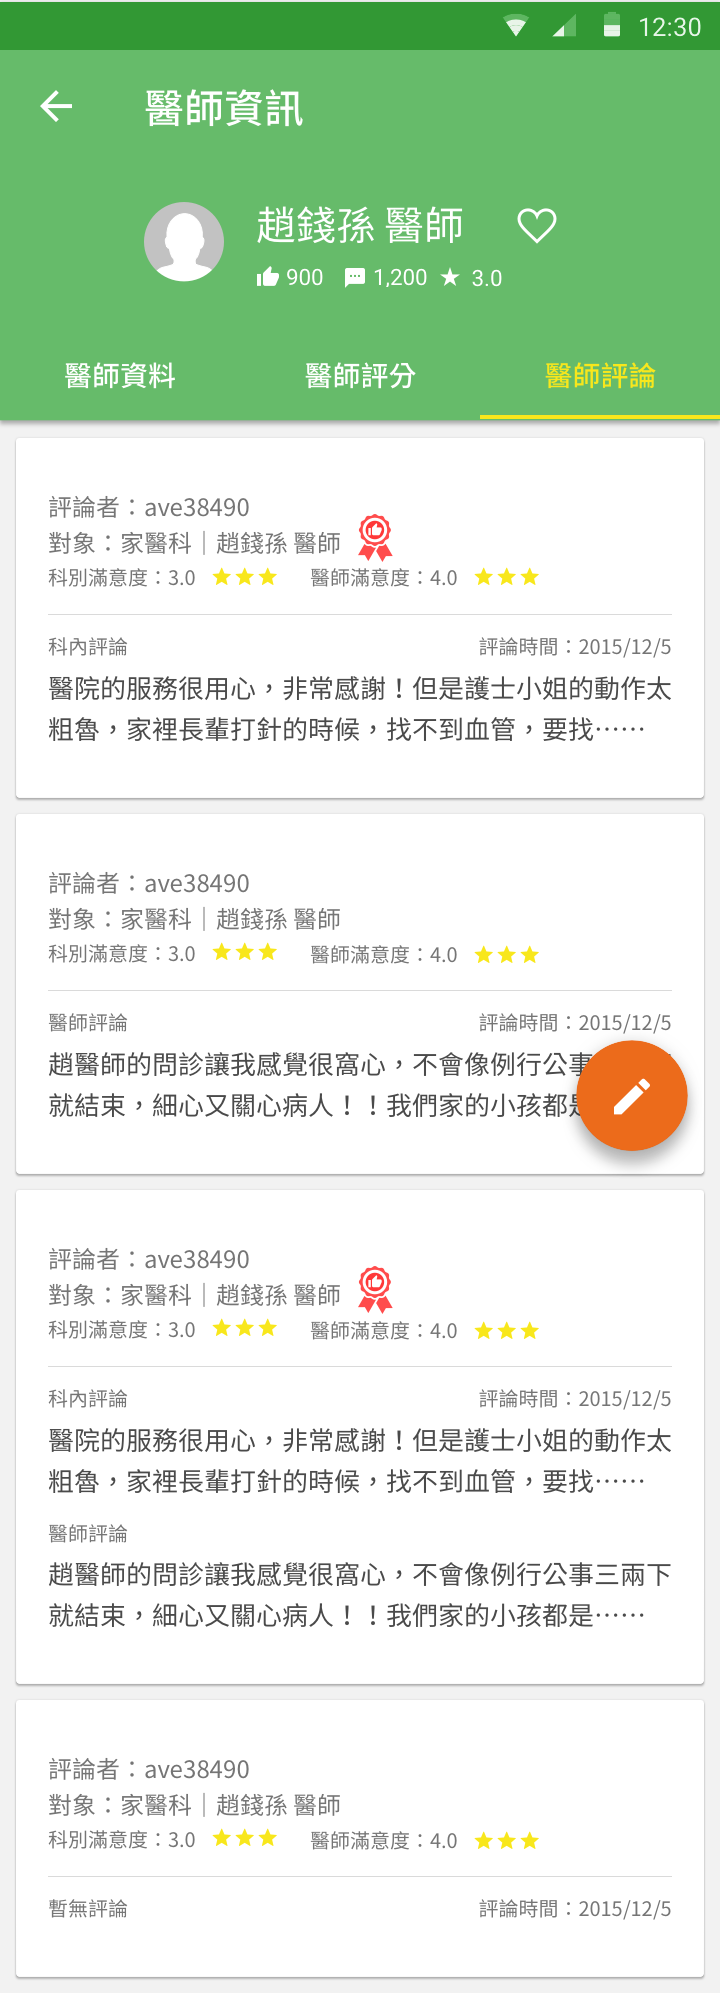 12:30
醫師資訊
趙錢孫 醫師
900 1,200 3.0
醫師資料 醫師評分 醫師評論
評論者：ave38490
對象：家醫科｜趙錢孫 醫師
科別滿意度：3.0 醫師滿意度：4.0
科內評論 評論時間：2015/12/5
醫院的服務很用心，非常感謝！但是護士小姐的動作太
粗魯，家裡長輩打針的時候，找不到血管，要找⋯⋯
評論者：ave38490
對象：家醫科｜趙錢孫 醫師
科別滿意度：3.0 醫師滿意度：4.0
醫師評論 評論時間：2015/12/5
趙醫師的問診讓我感覺很窩心，不會像例行公事
就結束，細心又關心病人！！我們家的小孩都是
評論者：ave38490
對象：家醫科｜趙錢孫 醫師
科別滿意度：3.0 醫師滿意度：4.0
科內評論 評論時間：2015/12/5
醫院的服務很用心，非常感謝！但是護士小姐的動作太
粗魯，家裡長輩打針的時候，找不到血管，要找⋯⋯
醫師評論
趙醫師的問診讓我感覺很窩心，不會像例行公事三兩下
就結束，細心又關心病人！！我們家的小孩都是⋯⋯
評論者：ave38490
對象：家醫科｜趙錢孫 醫師
科別滿意度：3.0 醫師滿意度：4.0
暫無評論 評論時間：2015/12/5